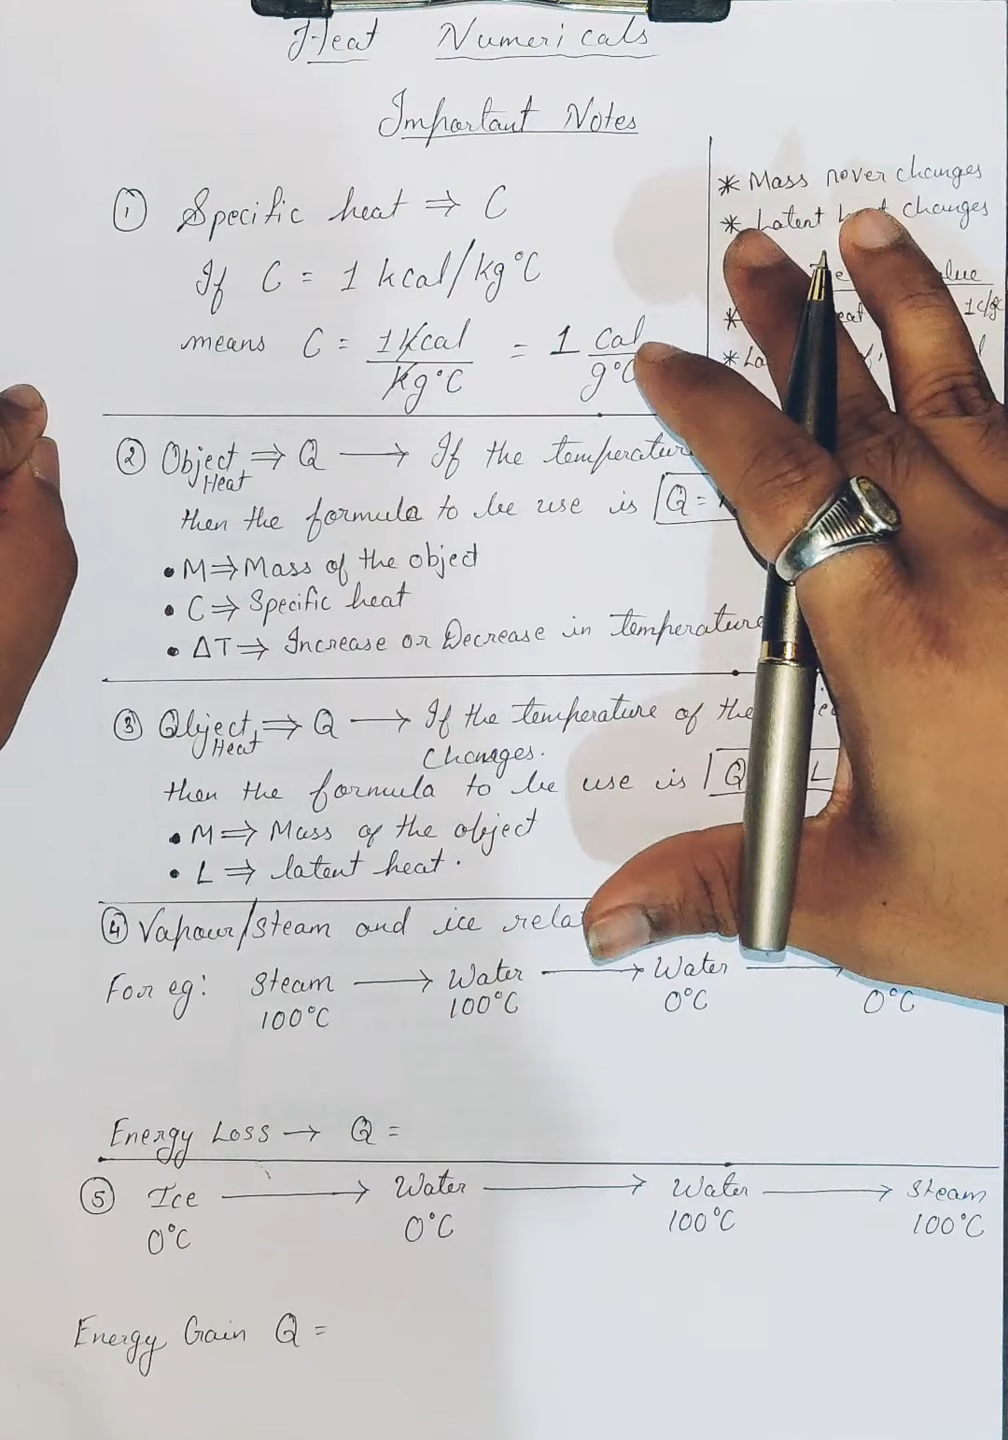 Heat Numericals
Important Notes
① Specific heat ⇒ C
If C = 1 kcal/kg°C
means C = 1 kcal / kg°C = 1 cal / g°C
* Mass never changes
* Latent changes
② Object Heat ⇒ Q → If the temperature
then the formula to be use is Q =
• M ⇒ Mass of the object
• C ⇒ Specific heat
• ΔT ⇒ Increase or Decrease in temperature
③ Object Heat ⇒ Q → If the temperature of the
Changes.
then the formula to be use is Q L
• M ⇒ Mass of the object
• L ⇒ latent heat.
④ Vapour/steam and ice
For eg: Steam → Water → Water →
100°C 100°C 0°C 0°C
Energy Loss → Q =
⑤ Ice → Water → Water → Steam
0°C 0°C 100°C 100°C
Energy Gain Q =